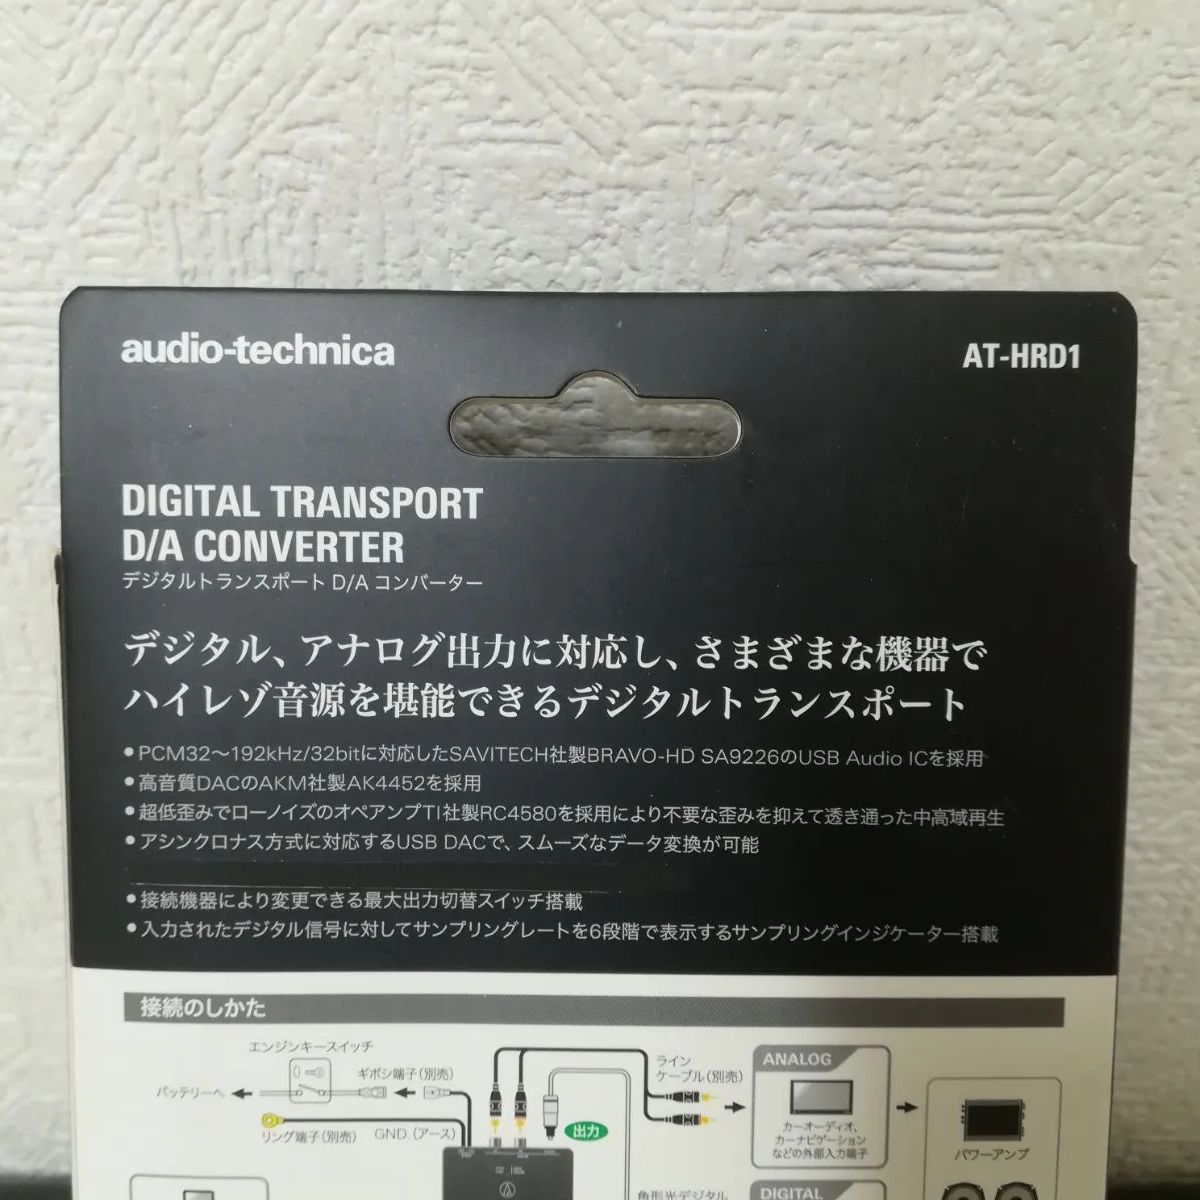 audio-technica
AT-HRD1
DIGITAL TRANSPORT
D/A CONVERTER
デジタルトランスポート D/A コンバーター
デジタル、アナログ出力に対応し、さまざまな機器で
ハイレゾ音源を堪能できるデジタルトランスポート
●PCM32〜192kHz/32bitに対応したSAVITECH社製BRAVO-HD SA9226のUSB Audio ICを採用
●高音質DACのAKM社製AK4452を採用
●超低歪みでローノイズのオペアンプTI社製RC4580を採用により不要な歪みを抑えて透き通った中高域再生
●アシンクロナス方式に対応するUSB DACで、スムーズなデータ変換が可能
●接続機器により変更できる最大出力切替スイッチ搭載
●入力されたデジタル信号に対してサンプリングレートを6段階で表示するサンプリングインジケーター搭載
接続のしかた
エンジンキースイッチ
ギボシ端子(別売)
バッテリーへ
リング端子(別売)
GND.(アース)
出力
ライン
ケーブル(別売)
ANALOG
カーオーディオ、
カーナビゲーション
などの外部入力端子
パワーアンプ
角形光デジタル
DIGITAL